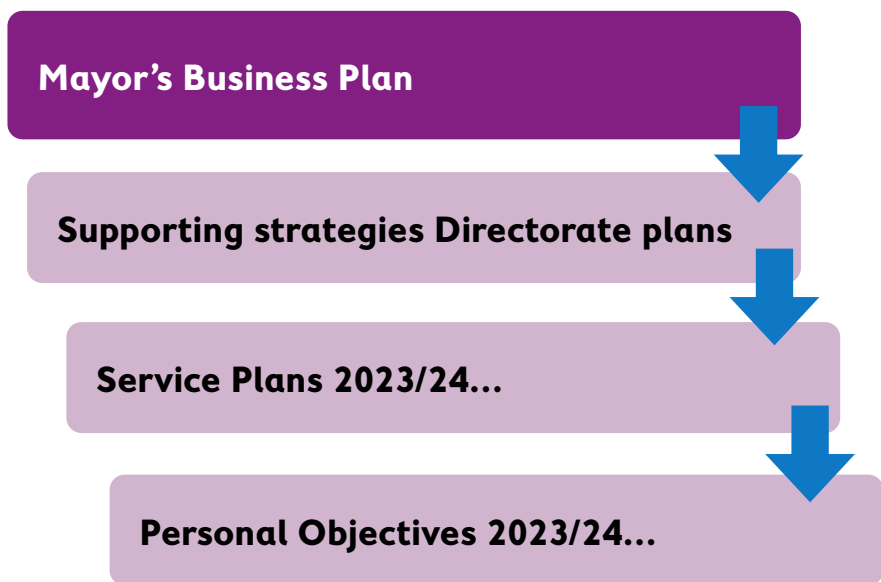 Mayor’s Business Plan
Supporting strategies Directorate plans
Service Plans 2023/24...
Personal Objectives 2023/24...